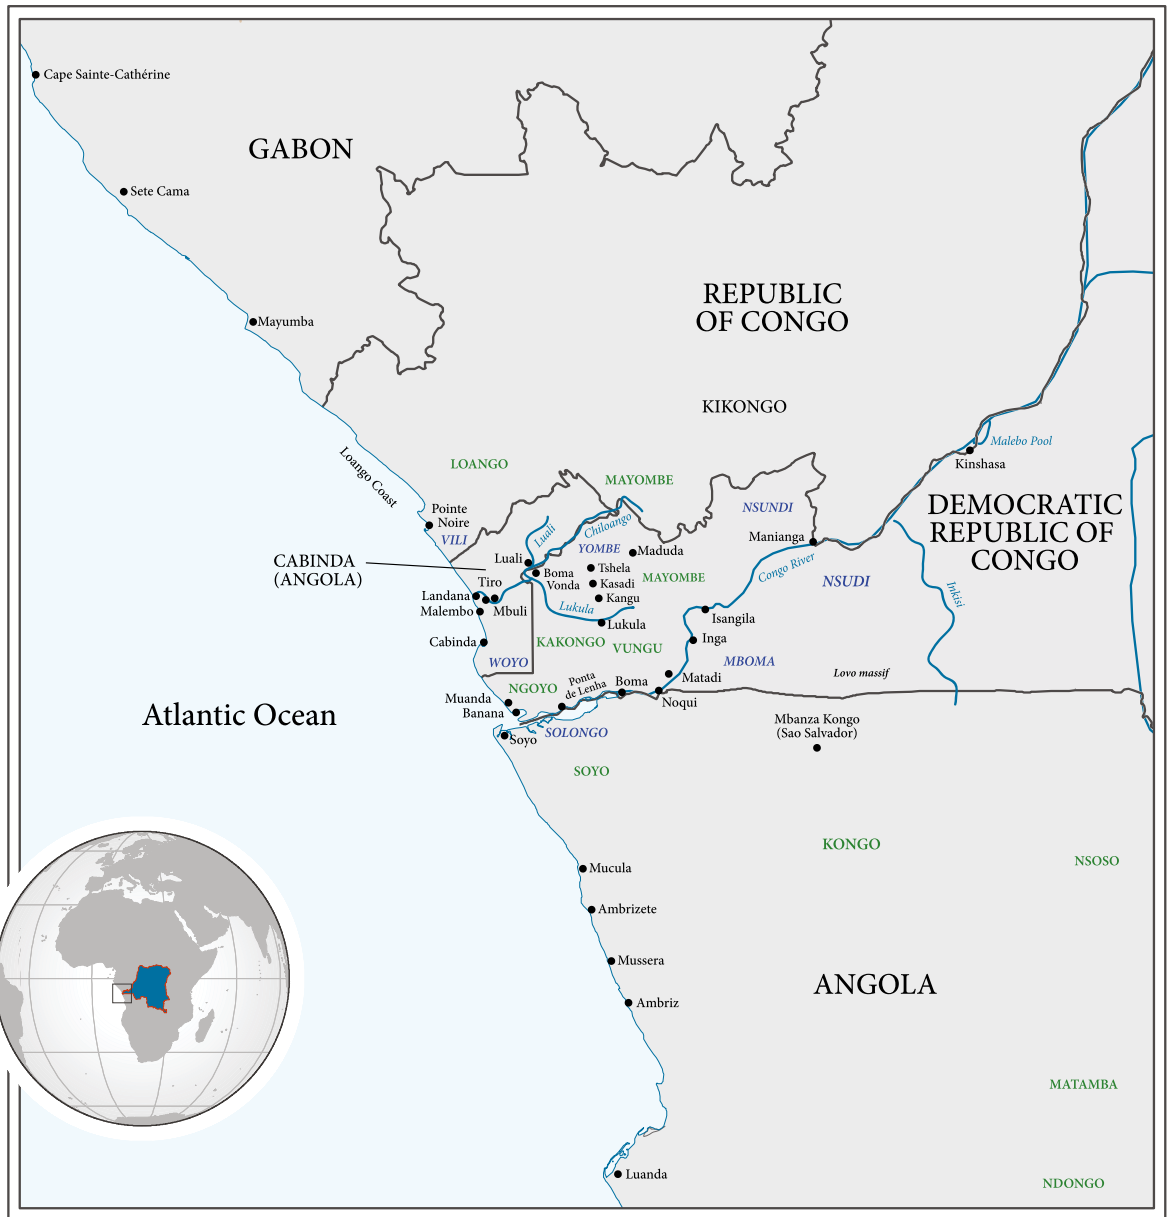 Cape Sainte-Cathérine
GABON
Sete Cama
REPUBLIC
OF CONGO
Mayumba
KIKONGO
Malebo Pool
Kinshasa
Loango Coast
LOANGO
MAYOMBE
DEMOCRATIC
REPUBLIC OF
CONGO
Pointe
Noire
VILI
NSUNDI
Chiloango
Luali
Manianga
YOMBE
Maduda
CABINDA
(ANGOLA)
Luali
Tshela
Congo River
Boma
Vonda
MAYOMBE
NSUDI
Tiro
Kasadi
Inkisi
Landana
Kangu
Malembo
Mbuli
Lukula
Isangila
Lukula
Cabinda
KAKONGO
VUNGU
Inga
WOYO
MBOMA
Lovo massif
Matadi
NGOYO
Ponta
de Lenha
Boma
Muanda
Noqui
Banana
Atlantic Ocean
Mbanza Kongo
(Sao Salvador)
SOLONGO
Soyo
SOYO
KONGO
NSOSO
Mucula
Ambrizete
Mussera
ANGOLA
Ambriz
MATAMBA
Luanda
NDONGO